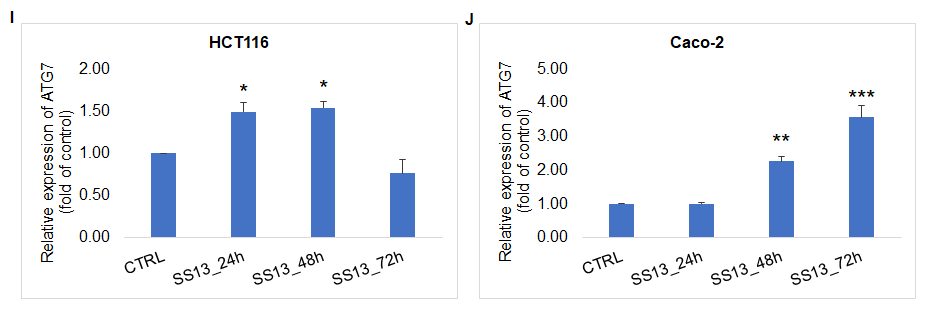 I
HCT116
Relative expression of ATG7
(fold of control)
2.00
1.50
1.00
0.50
0.00
*
*
CTRL
SS13_24h
SS13_48h
SS13_72h
J
Caco-2
Relative expression of ATG7
(fold of control)
5.00
4.00
3.00
2.00
1.00
0.00
**
***
CTRL
SS13_24h
SS13_48h
SS13_72h